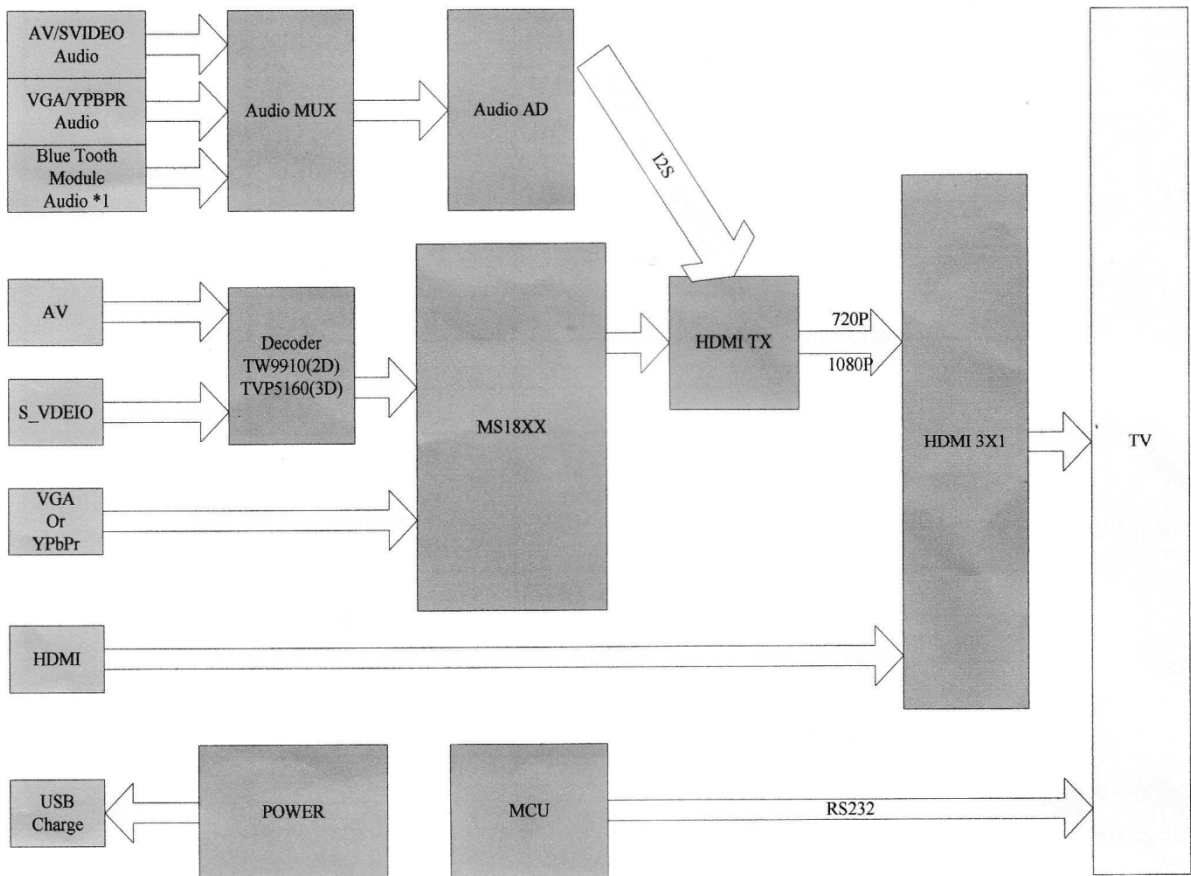 AV/SVIDEO
Audio
VGA/YPBPR
Audio
Blue Tooth
Module
Audio *1
Audio MUX
Audio AD
I2S
AV
S_VDEIO
Decoder
TW9910(2D)
TVP5160(3D)
VGA
Or
YPbPr
MS18XX
HDMI TX
720P
1080P
HDMI 3X1
TV
HDMI
USB
Charge
POWER
MCU
RS232